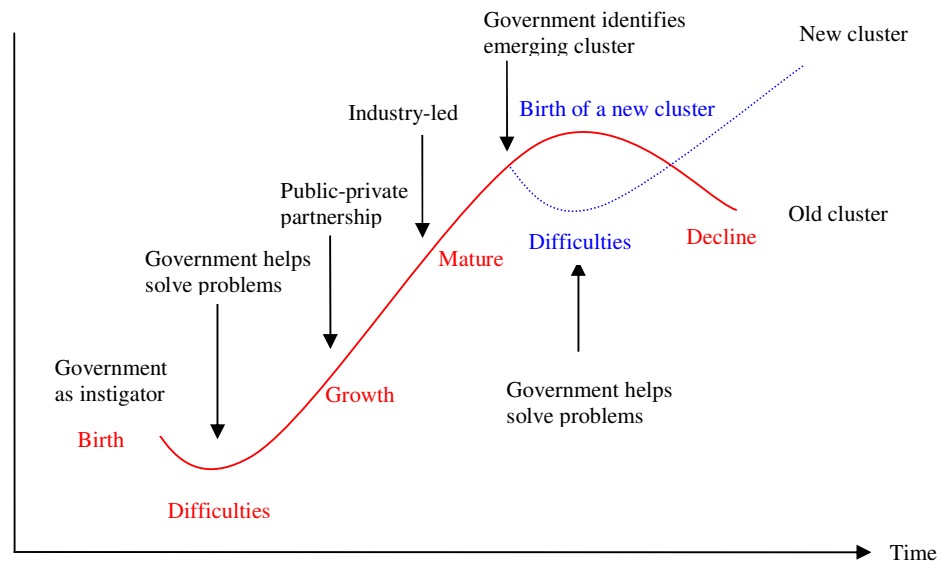 Government identifies
emerging cluster
New cluster
Birth of a new cluster
Industry-led
Public-private
partnership
Old cluster
Difficulties
Decline
Mature
Government helps
solve problems
Government
as instigator
Growth
Government helps
solve problems
Birth
Difficulties
Time